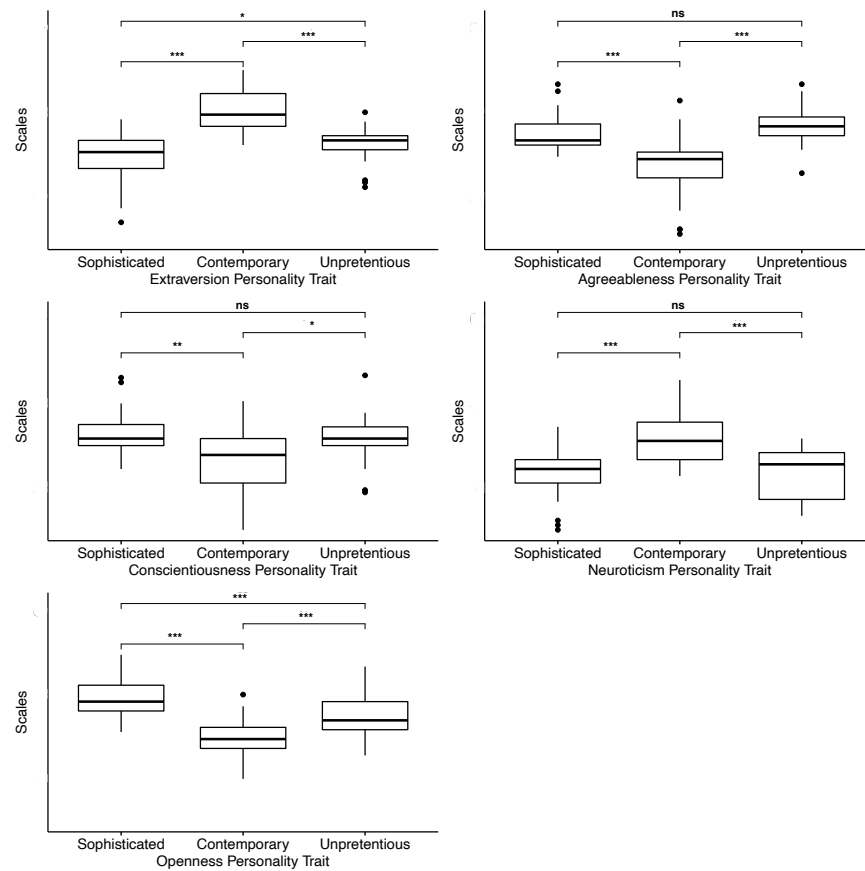 *
***
***
Scales
Sophisticated Contemporary Unpretentious
Extraversion Personality Trait
ns
***
***
Scales
Sophisticated Contemporary Unpretentious
Agreeableness Personality Trait
ns
**
*
Scales
Sophisticated Contemporary Unpretentious
Conscientiousness Personality Trait
ns
***
***
Scales
Sophisticated Contemporary Unpretentious
Neuroticism Personality Trait
***
***
***
Scales
Sophisticated Contemporary Unpretentious
Openness Personality Trait